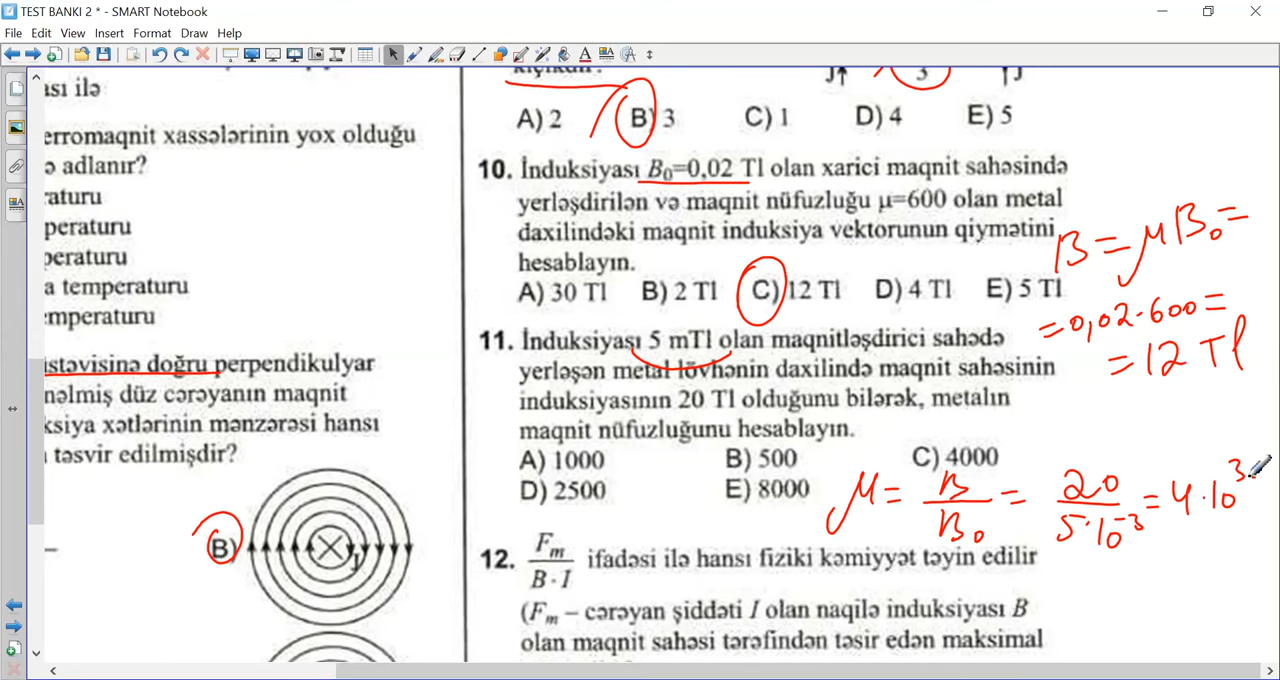 TEST BANKI 2 * - SMART Notebook
File Edit View Insert Format Draw Help
ası ilə
erromaqnit xassələrinin yox olduğu
ə adlanır?
raturu
peraturu
peraturu
a temperaturu
emperaturu
istəvisinə doğru perpendikulyar
nəlmiş düz cərəyanın maqnit
ksiya xətlərinin mənzərəsi hansı
təsvir edilmişdir?
B)
J↑ 3 ↑J
A) 2 B) 3 C) 1 D) 4 E) 5
10. İnduksiyası B₀=0,02 Tl olan xarici maqnit sahəsində
yerləşdirilən və maqnit nüfuzluğu μ=600 olan metal
daxilindəki maqnit induksiya vektorunun qiymətini
hesablayın.
A) 30 Tl B) 2 Tl C) 12 Tl D) 4 Tl E) 5 Tl
B = μB₀ =
= 0,02·600 =
= 12 Tl
11. İnduksiyası 5 mTl olan maqnitləşdirici sahədə
yerləşən metal lövhənin daxilində maqnit sahəsinin
induksiyasının 20 Tl olduğunu bilərək, metalın
maqnit nüfuzluğunu hesablayın.
A) 1000 B) 500 C) 4000
D) 2500 E) 8000
μ = B/B₀ = 20/5·10⁻³ = 4·10³
12. Fₘ/B·I ifadəsi ilə hansı fiziki kəmiyyət təyin edilir
(Fₘ – cərəyan şiddəti I olan naqilə induksiyası B
olan maqnit sahəsi tərəfindən təsir edən maksimal